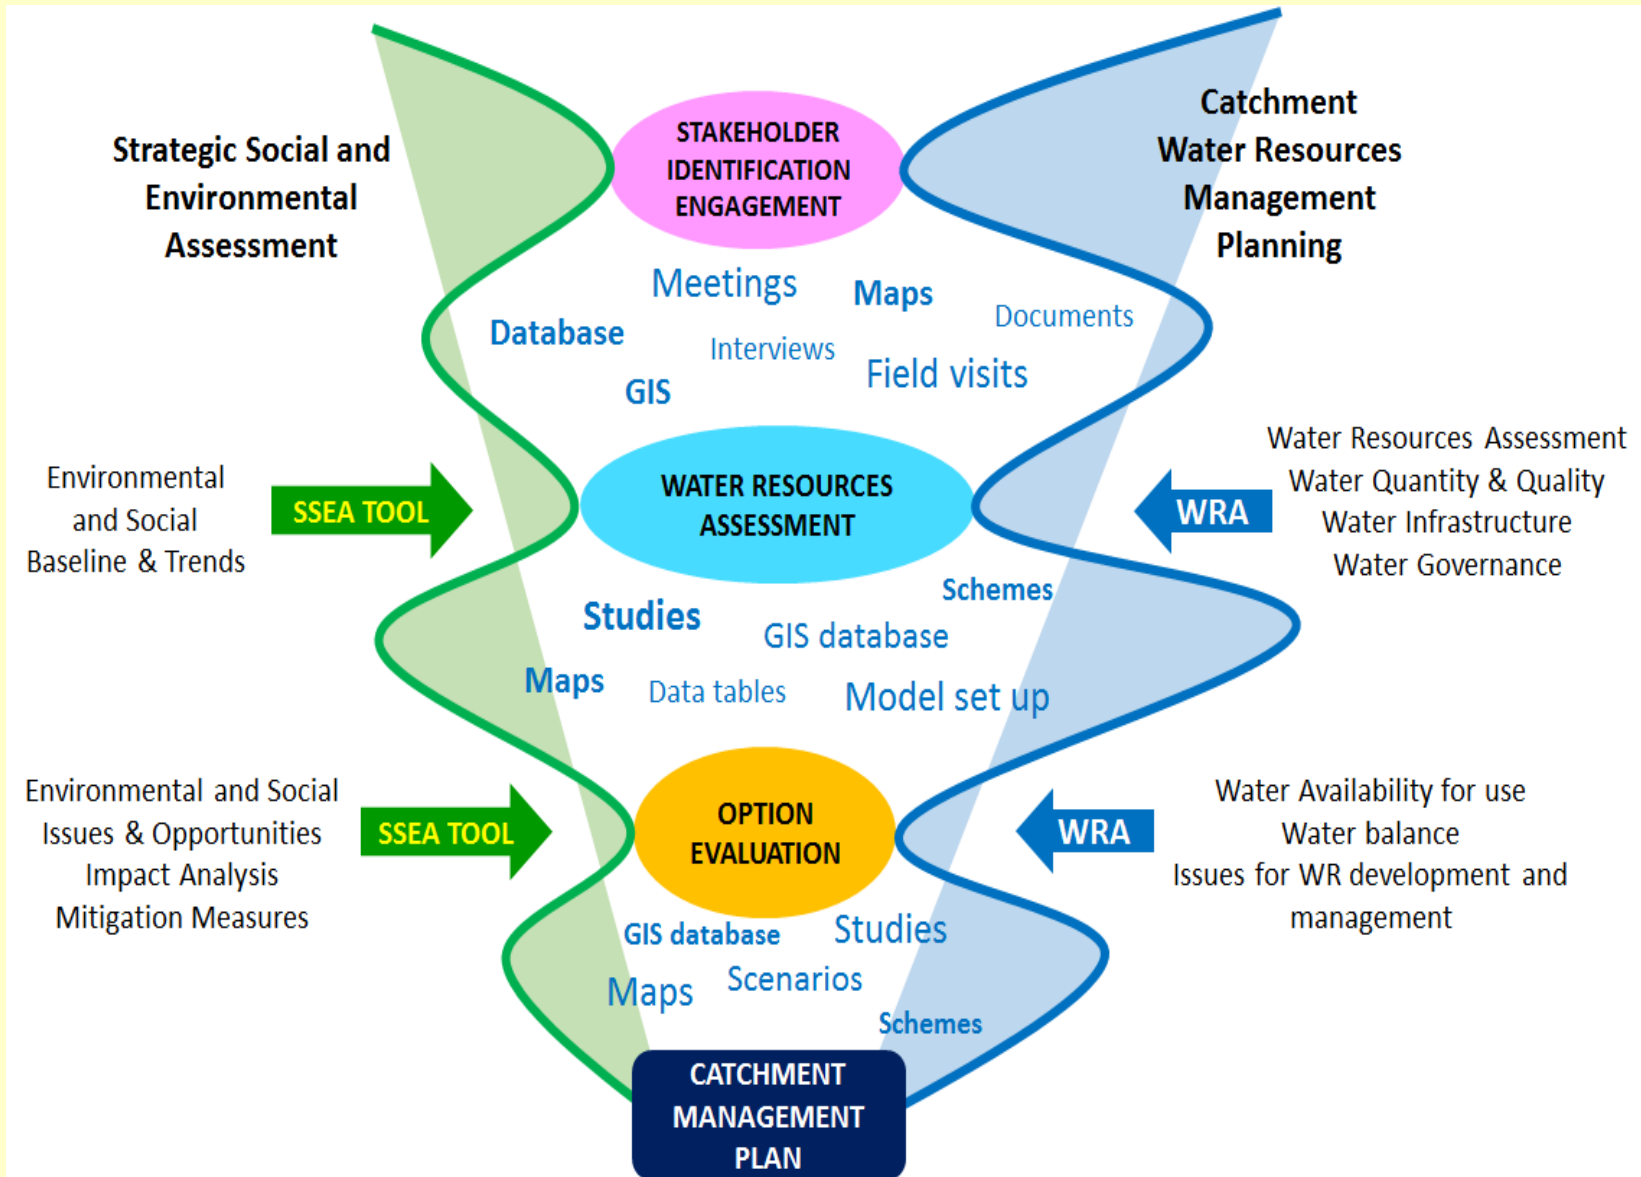 Strategic Social and
Environmental
Assessment
STAKEHOLDER
IDENTIFICATION
ENGAGEMENT
Catchment
Water Resources
Management
Planning
Meetings
Maps
Documents
Database
Interviews
Field visits
GIS
Environmental
and Social
Baseline & Trends
SSEA TOOL
WATER RESOURCES
ASSESSMENT
WRA
Water Resources Assessment
Water Quantity & Quality
Water Infrastructure
Water Governance
Schemes
Studies
GIS database
Maps
Data tables
Model set up
Environmental and Social
Issues & Opportunities
Impact Analysis
Mitigation Measures
SSEA TOOL
OPTION
EVALUATION
WRA
Water Availability for use
Water balance
Issues for WR development and
management
GIS database
Studies
Maps
Scenarios
Schemes
CATCHMENT
MANAGEMENT
PLAN